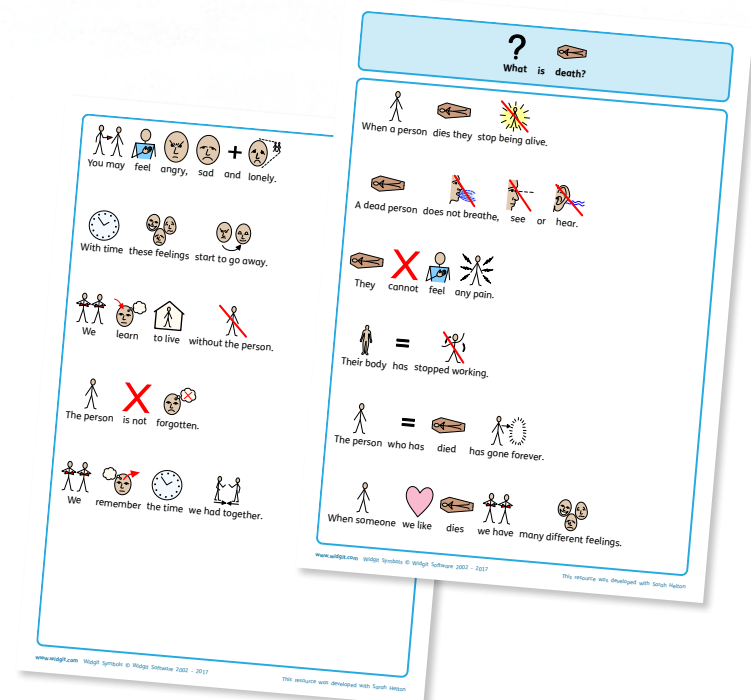 What is death?
When a person dies they stop being alive.
A dead person does not breathe, see or hear.
They cannot feel any pain.
Their body has stopped working.
The person who has died has gone forever.
When someone we like dies we have many different feelings.
www.widgit.com Widgit Symbols © Widgit Software 2002 - 2017
This resource was developed with Sarah Helton
You may feel angry, sad and lonely.
With time these feelings start to go away.
We learn to live without the person.
The person is not forgotten.
We remember the time we had together.
www.widgit.com Widgit Symbols © Widgit Software 2002 - 2017
This resource was developed with Sarah Helton